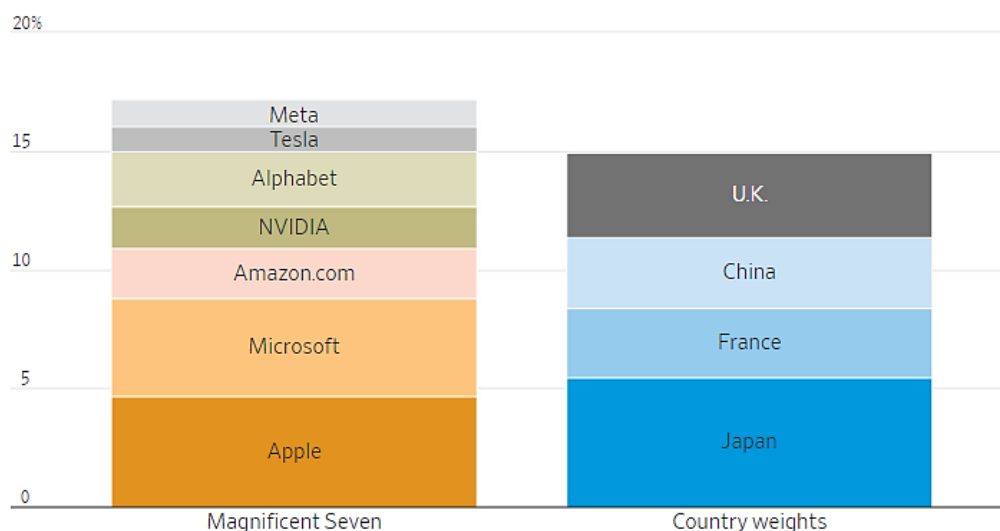 20%
15
10
5
0
Meta
Tesla
Alphabet
NVIDIA
Amazon.com
Microsoft
Apple
Magnificent Seven
U.K.
China
France
Japan
Country weights